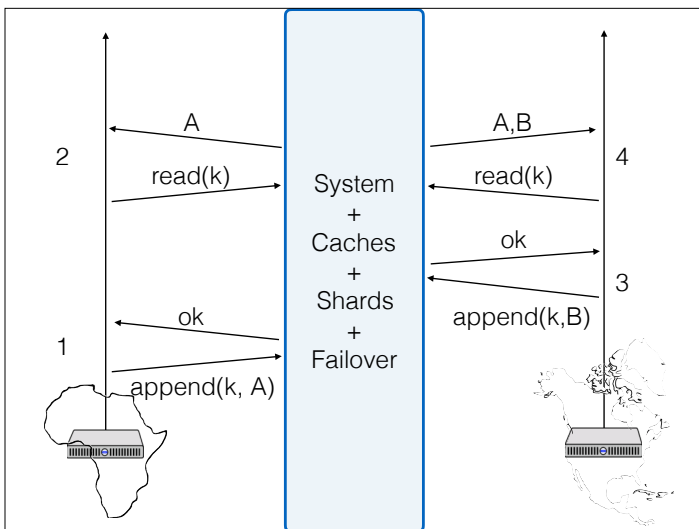 A
2
read(k)
ok
1
append(k, A)
System
+
Caches
+
Shards
+
Failover
A,B
4
read(k)
ok
3
append(k,B)